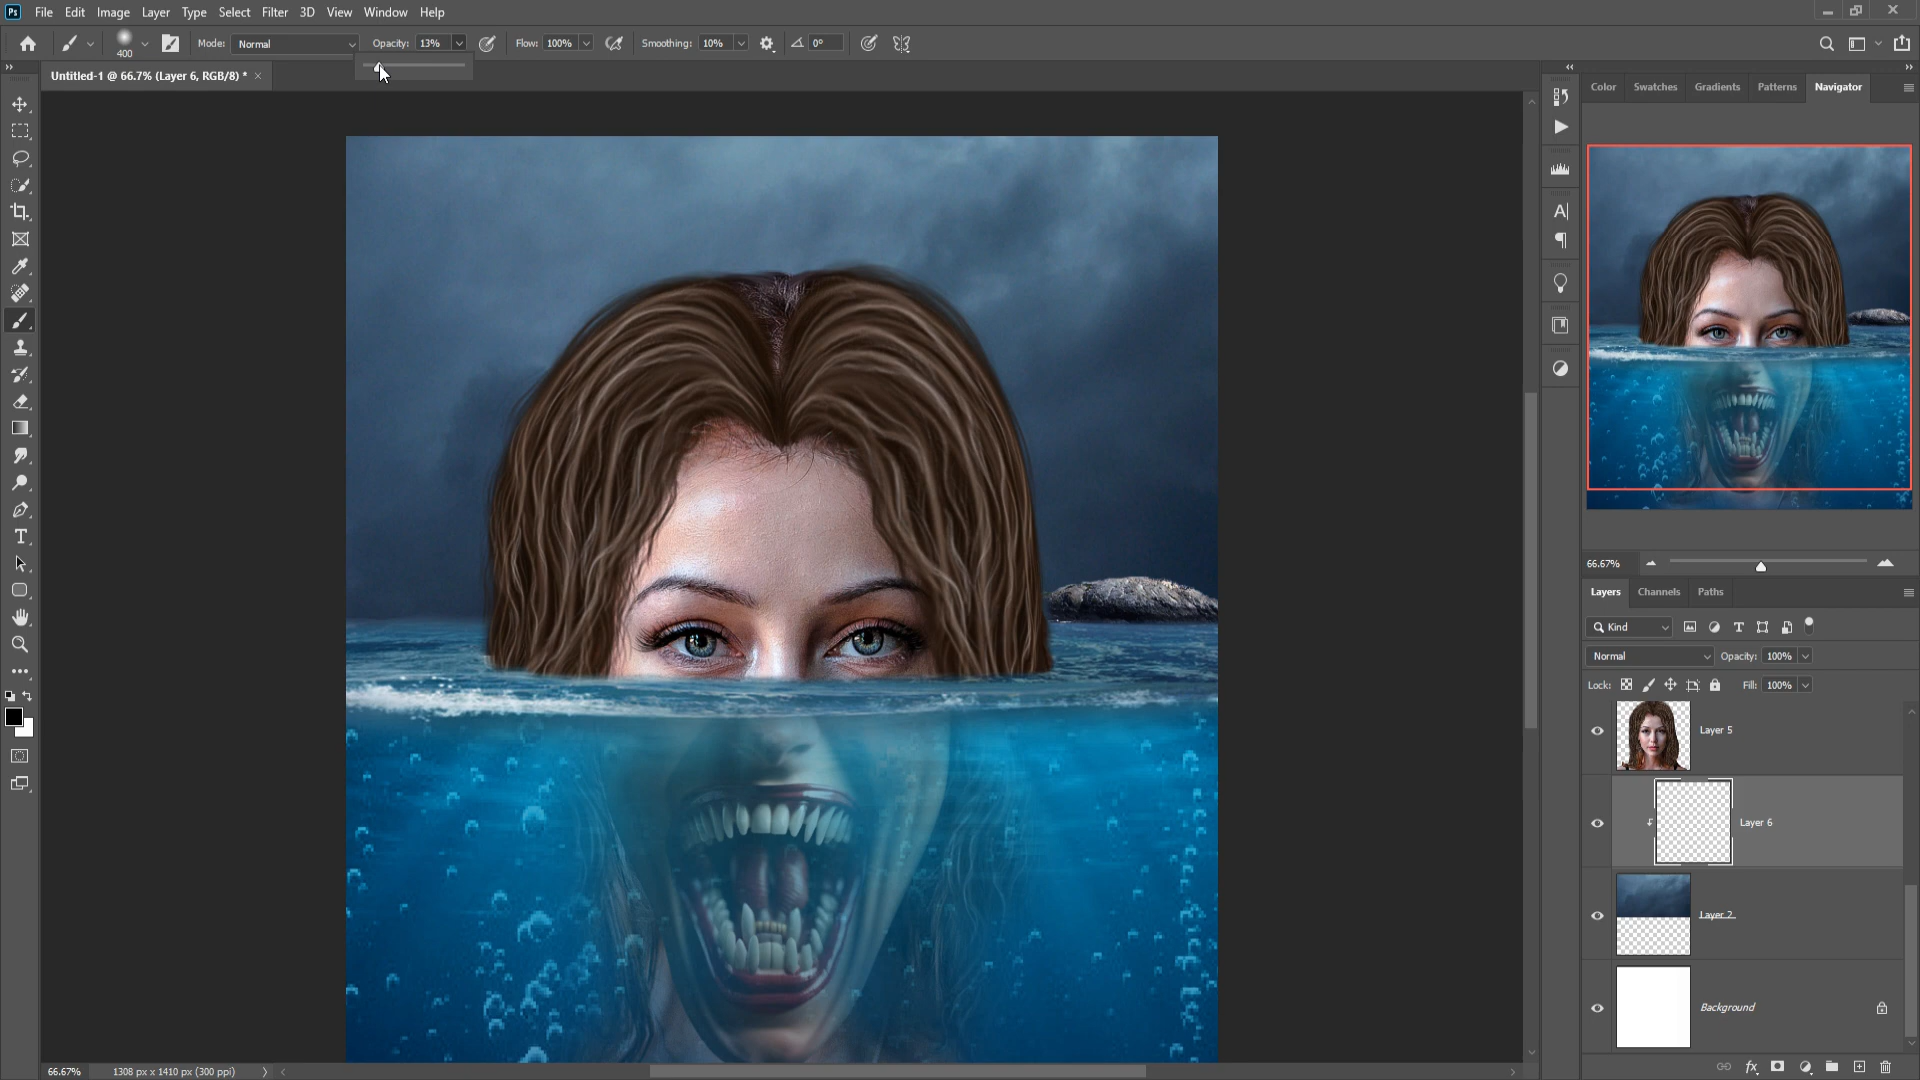 Ps File Edit Image Layer Type Select Filter 3D View Window Help
400 Mode: Normal Opacity: 13% Flow: 100% Smoothing: 10% 0°
Untitled-1 @ 66.7% (Layer 6, RGB/8) *
Color Swatches Gradients Patterns Navigator
66.67%
Layers Channels Paths
Kind
Normal Opacity: 100%
Lock: Fill: 100%
Layer 5
Layer 6
Layer 2
Background
fx
66.67% 1308 px x 1410 px (300 ppi)